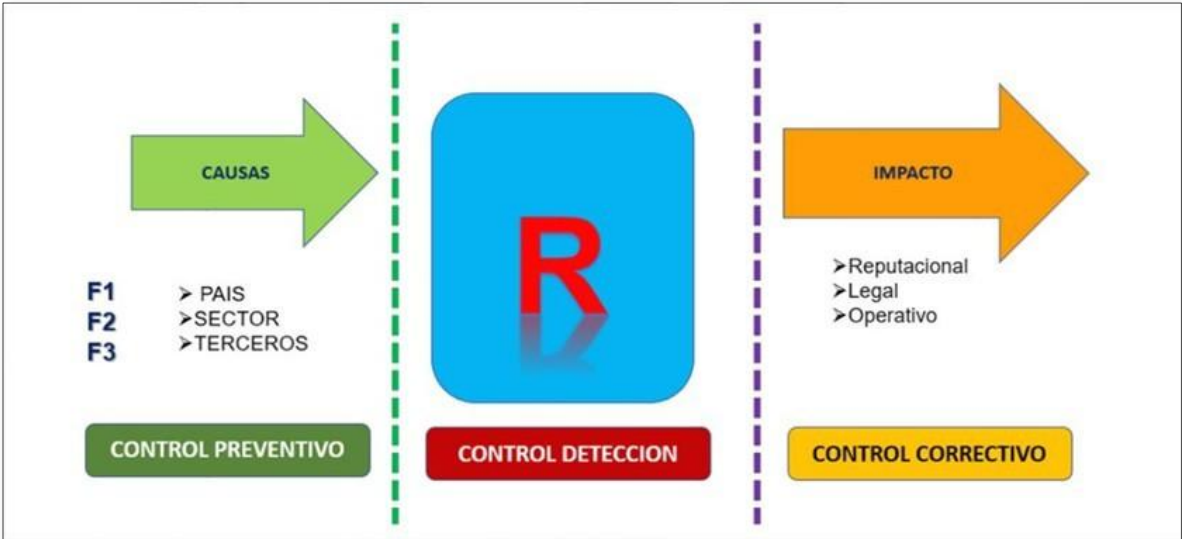 CAUSAS
F1
F2
F3
➢ PAIS
➢SECTOR
➢TERCEROS
CONTROL PREVENTIVO
R
CONTROL DETECCION
IMPACTO
➢Reputacional
➢Legal
➢Operativo
CONTROL CORRECTIVO